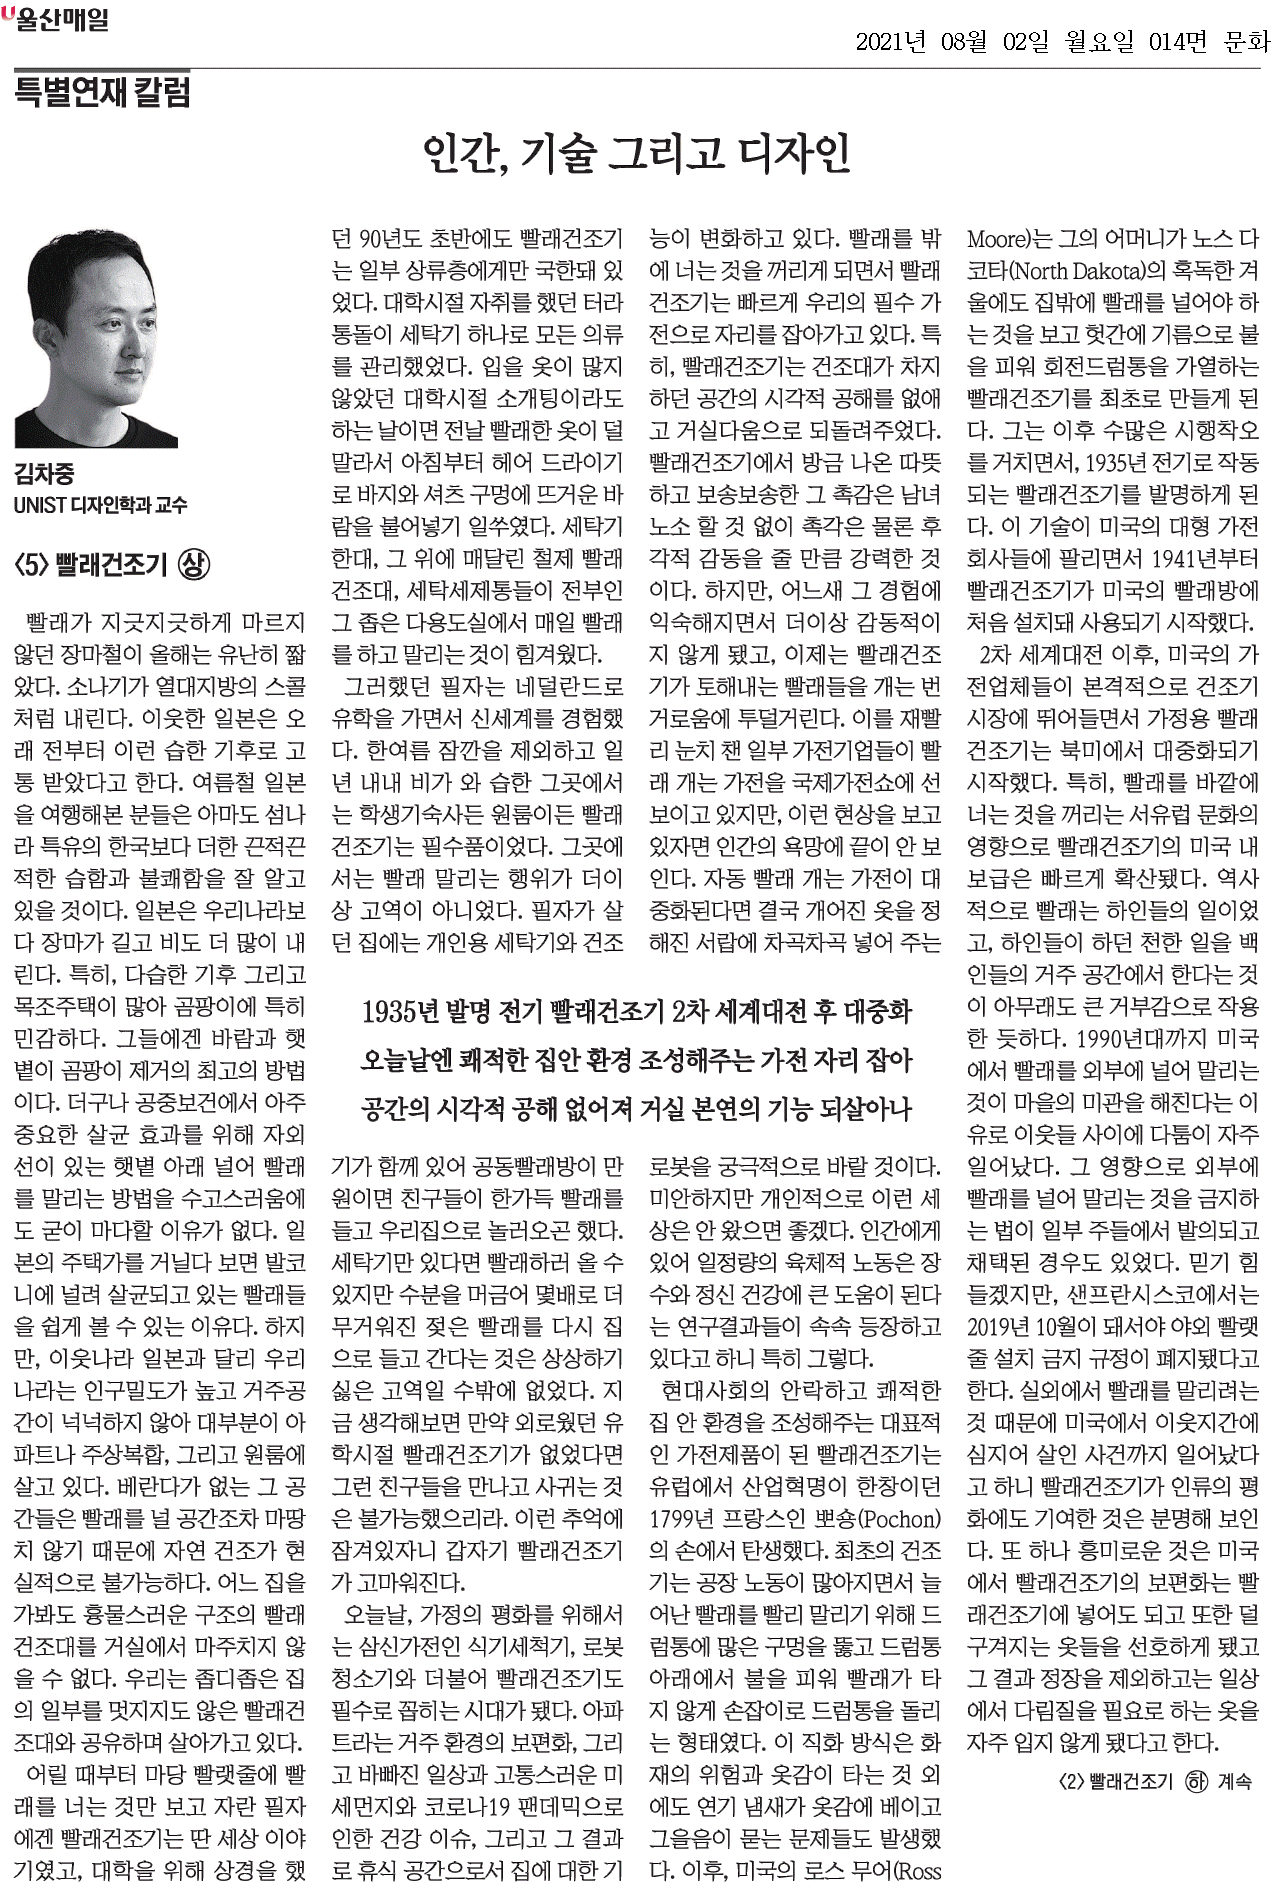 울산매일
2021년 08월 02일 월요일 014면 문화
특별연재 칼럼
인간, 기술 그리고 디자인
김차중
UNIST 디자인학과 교수
<5> 빨래건조기 ㊤
빨래가 지긋지긋하게 마르지
않던 장마철이 올해는 유난히 짧
았다. 소나기가 열대지방의 스콜
처럼 내린다. 이웃한 일본은 오
래 전부터 이런 습한 기후로 고
통 받았다고 한다. 여름철 일본
을 여행해본 분들은 아마도 섬나
라 특유의 한국보다 더한 끈적끈
적한 습함과 불쾌함을 잘 알고
있을 것이다. 일본은 우리나라보
다 장마가 길고 비도 더 많이 내
린다. 특히, 다습한 기후 그리고
목조주택이 많아 곰팡이에 특히
민감하다. 그들에겐 바람과 햇
볕이 곰팡이 제거의 최고의 방법
이다. 더구나 공중보건에서 아주
중요한 살균 효과를 위해 자외
선이 있는 햇볕 아래 널어 빨래
를 말리는 방법을 수고스러움에
도 굳이 마다할 이유가 없다. 일
본의 주택가를 거닐다 보면 발코
니에 널려 살균되고 있는 빨래들
을 쉽게 볼 수 있는 이유다. 하지
만, 이웃나라 일본과 달리 우리
나라는 인구밀도가 높고 거주공
간이 넉넉하지 않아 대부분이 아
파트나 주상복합, 그리고 원룸에
살고 있다. 베란다가 없는 그 공
간들은 빨래를 널 공간조차 마땅
치 않기 때문에 자연 건조가 현
실적으로 불가능하다. 어느 집을
가봐도 흉물스러운 구조의 빨래
건조대를 거실에서 마주치지 않
을 수 없다. 우리는 좁디좁은 집
의 일부를 멋지지도 않은 빨래건
조대와 공유하며 살아가고 있다.
어릴 때부터 마당 빨랫줄에 빨
래를 너는 것만 보고 자란 필자
에겐 빨래건조기는 딴 세상 이야
기였고, 대학을 위해 상경을 했
던 90년도 초반에도 빨래건조기
는 일부 상류층에게만 국한돼 있
었다. 대학시절 자취를 했던 터라
통돌이 세탁기 하나로 모든 의류
를 관리했었다. 입을 옷이 많지
않았던 대학시절 소개팅이라도
하는 날이면 전날 빨래한 옷이 덜
말라서 아침부터 헤어 드라이기
로 바지와 셔츠 구멍에 뜨거운 바
람을 불어넣기 일쑤였다. 세탁기
한대, 그 위에 매달린 철제 빨래
건조대, 세탁세제통들이 전부인
그 좁은 다용도실에서 매일 빨래
를 하고 말리는 것이 힘겨웠다.
그러했던 필자는 네덜란드로
유학을 가면서 신세계를 경험했
다. 한여름 잠깐을 제외하고 일
년 내내 비가 와 습한 그곳에서
는 학생기숙사든 원룸이든 빨래
건조기는 필수품이었다. 그곳에
서는 빨래 말리는 행위가 더이
상 고역이 아니었다. 필자가 살
던 집에는 개인용 세탁기와 건조
1935년 발명 전기 빨래건조기 2차 세계대전 후 대중화
오늘날엔 쾌적한 집안 환경 조성해주는 가전 자리 잡아
공간의 시각적 공해 없어져 거실 본연의 기능 되살아나
기가 함께 있어 공동빨래방이 만
원이면 친구들이 한가득 빨래를
들고 우리집으로 놀러오곤 했다.
세탁기만 있다면 빨래하러 올 수
있지만 수분을 머금어 몇배로 더
무거워진 젖은 빨래를 다시 집
으로 들고 간다는 것은 상상하기
싫은 고역일 수밖에 없었다. 지
금 생각해보면 만약 외로웠던 유
학시절 빨래건조기가 없었다면
그런 친구들을 만나고 사귀는 것
은 불가능했으리라. 이런 추억에
잠겨있자니 갑자기 빨래건조기
가 고마워진다.
오늘날, 가정의 평화를 위해서
는 삼신가전인 식기세척기, 로봇
청소기와 더불어 빨래건조기도
필수로 꼽히는 시대가 됐다. 아파
트라는 거주 환경의 보편화, 그리
고 바빠진 일상과 고통스러운 미
세먼지와 코로나19 팬데믹으로
인한 건강 이슈, 그리고 그 결과
로 휴식 공간으로서 집에 대한 기
능이 변화하고 있다. 빨래를 밖
에 너는 것을 꺼리게 되면서 빨래
건조기는 빠르게 우리의 필수 가
전으로 자리를 잡아가고 있다. 특
히, 빨래건조기는 건조대가 차지
하던 공간의 시각적 공해를 없애
고 거실다움으로 되돌려주었다.
빨래건조기에서 방금 나온 따뜻
하고 보송보송한 그 촉감은 남녀
노소 할 것 없이 촉각은 물론 후
각적 감동을 줄 만큼 강력한 것
이다. 하지만, 어느새 그 경험에
익숙해지면서 더이상 감동적이
지 않게 됐고, 이제는 빨래건조
기가 토해내는 빨래들을 개는 번
거로움에 투덜거린다. 이를 재빨
리 눈치 챈 일부 가전기업들이 빨
래 개는 가전을 국제가전쇼에 선
보이고 있지만, 이런 현상을 보고
있자면 인간의 욕망에 끝이 안 보
인다. 자동 빨래 개는 가전이 대
중화된다면 결국 개어진 옷을 정
해진 서랍에 차곡차곡 넣어 주는
로봇을 궁극적으로 바랄 것이다.
미안하지만 개인적으로 이런 세
상은 안 왔으면 좋겠다. 인간에게
있어 일정량의 육체적 노동은 장
수와 정신 건강에 큰 도움이 된다
는 연구결과들이 속속 등장하고
있다고 하니 특히 그렇다.
현대사회의 안락하고 쾌적한
집 안 환경을 조성해주는 대표적
인 가전제품이 된 빨래건조기는
유럽에서 산업혁명이 한창이던
1799년 프랑스인 뽀숑(Pochon)
의 손에서 탄생했다. 최초의 건조
기는 공장 노동이 많아지면서 늘
어난 빨래를 빨리 말리기 위해 드
럼통에 많은 구멍을 뚫고 드럼통
아래에서 불을 피워 빨래가 타
지 않게 손잡이로 드럼통을 돌리
는 형태였다. 이 직화 방식은 화
재의 위험과 옷감이 타는 것 외
에도 연기 냄새가 옷감에 베이고
그을음이 묻는 문제들도 발생했
다. 이후, 미국의 로스 무어(Ross
Moore)는 그의 어머니가 노스 다
코타(North Dakota)의 혹독한 겨
울에도 집밖에 빨래를 널어야 하
는 것을 보고 헛간에 기름으로 불
을 피워 회전드럼통을 가열하는
빨래건조기를 최초로 만들게 된
다. 그는 이후 수많은 시행착오
를 거치면서, 1935년 전기로 작동
되는 빨래건조기를 발명하게 된
다. 이 기술이 미국의 대형 가전
회사들에 팔리면서 1941년부터
빨래건조기가 미국의 빨래방에
처음 설치돼 사용되기 시작했다.
2차 세계대전 이후, 미국의 가
전업체들이 본격적으로 건조기
시장에 뛰어들면서 가정용 빨래
건조기는 북미에서 대중화되기
시작했다. 특히, 빨래를 바깥에
너는 것을 꺼리는 서유럽 문화의
영향으로 빨래건조기의 미국 내
보급은 빠르게 확산됐다. 역사
적으로 빨래는 하인들의 일이었
고, 하인들이 하던 천한 일을 백
인들의 거주 공간에서 한다는 것
이 아무래도 큰 거부감으로 작용
한 듯하다. 1990년대까지 미국
에서 빨래를 외부에 널어 말리는
것이 마을의 미관을 해친다는 이
유로 이웃들 사이에 다툼이 자주
일어났다. 그 영향으로 외부에
빨래를 널어 말리는 것을 금지하
는 법이 일부 주들에서 발의되고
채택된 경우도 있었다. 믿기 힘
들겠지만, 샌프란시스코에서는
2019년 10월이 돼서야 야외 빨랫
줄 설치 금지 규정이 폐지됐다고
한다. 실외에서 빨래를 말리려는
것 때문에 미국에서 이웃지간에
심지어 살인 사건까지 일어났다
고 하니 빨래건조기가 인류의 평
화에도 기여한 것은 분명해 보인
다. 또 하나 흥미로운 것은 미국
에서 빨래건조기의 보편화는 빨
래건조기에 넣어도 되고 또한 덜
구겨지는 옷들을 선호하게 됐고
그 결과 정장을 제외하고는 일상
에서 다림질을 필요로 하는 옷을
자주 입지 않게 됐다고 한다.
<2> 빨래건조기 ㊦ 계속